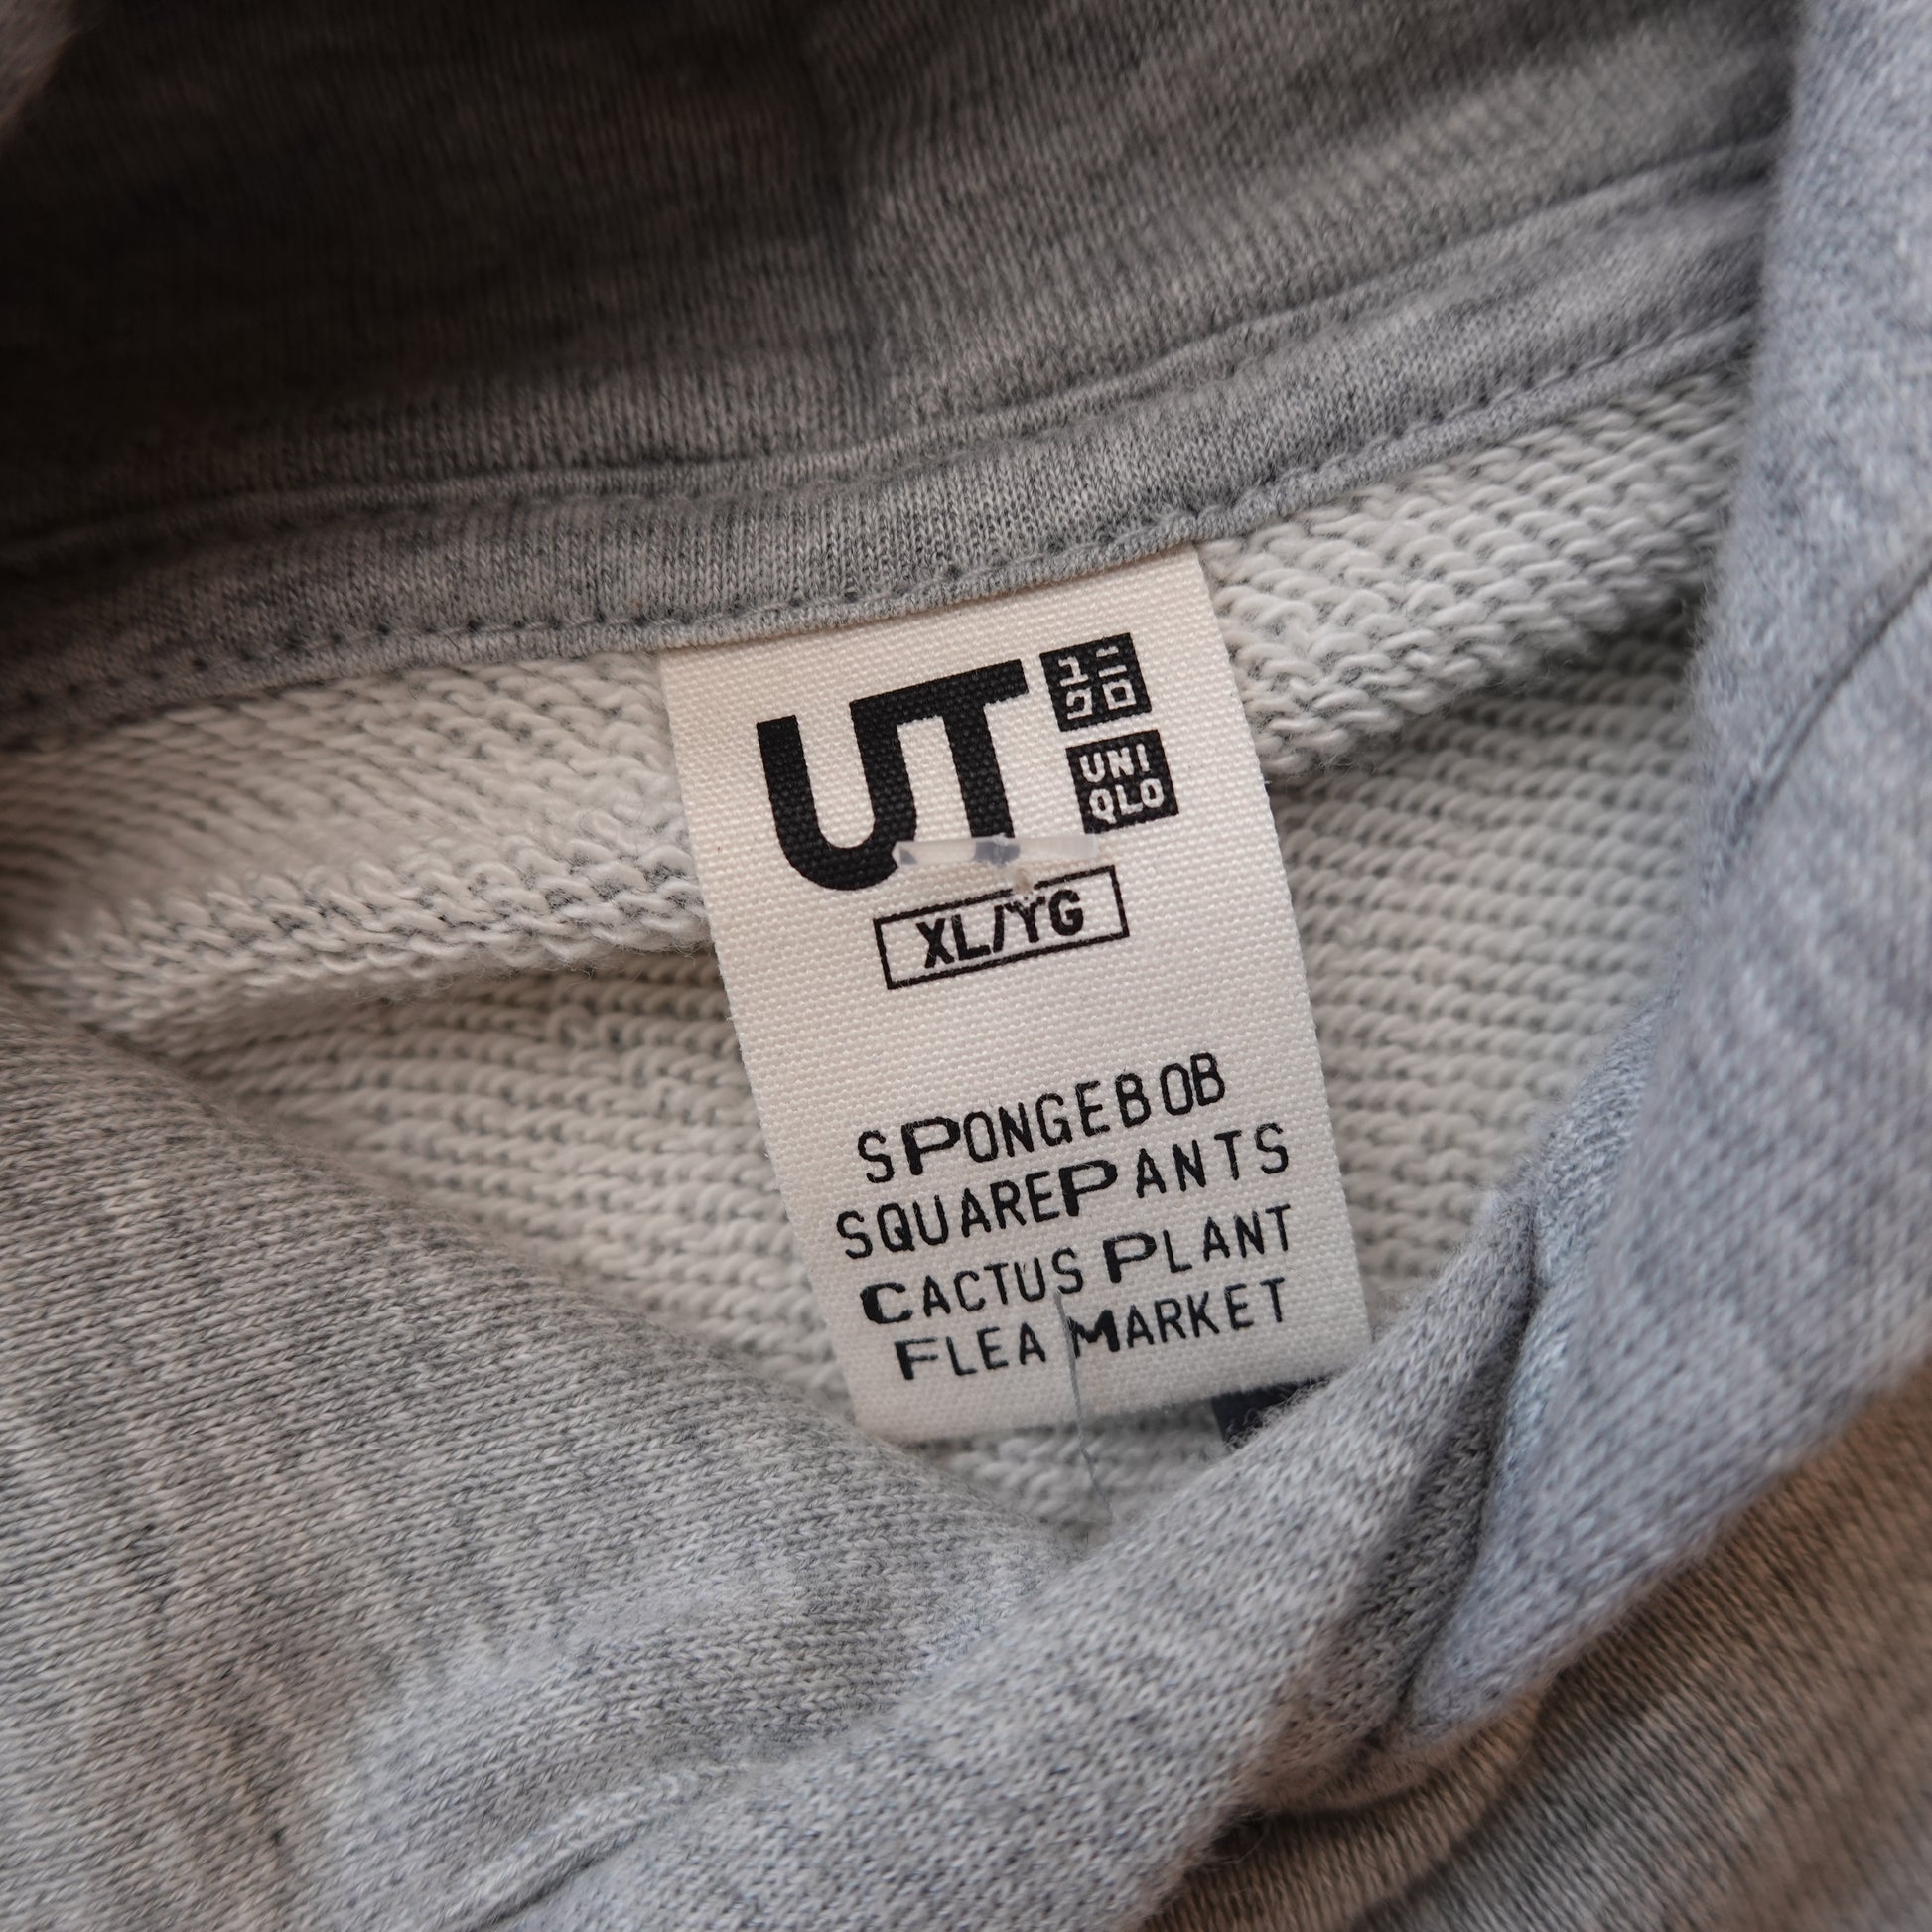 UT
ユニ
クロ
UNI
QLO
XL/YG
SPONGEBOB
SQUAREPANTS
CACTUS PLANT
FLEA MARKET